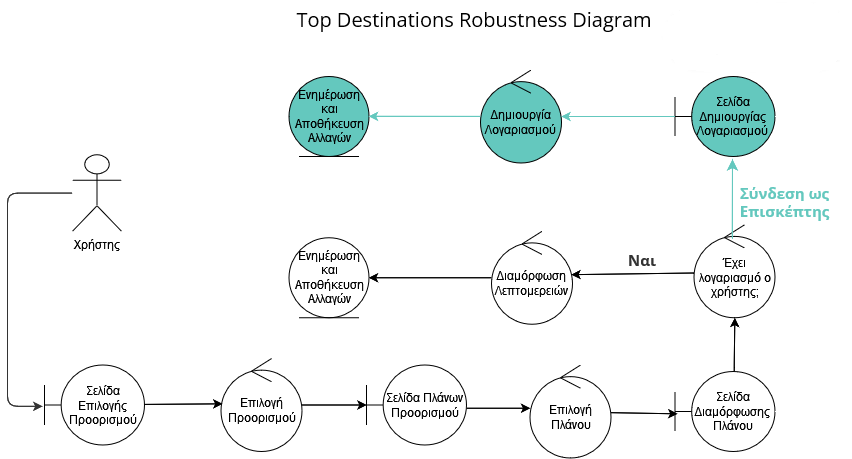 Top Destinations Robustness Diagram
Ενημέρωση
και
Αποθήκευση
Αλλαγών
Δημιουργία
Λογαριασμού
Σελίδα
Δημιουργίας
Λογαριασμού
Σύνδεση ως
Επισκέπτης
Χρήστης
Ενημέρωση
και
Αποθήκευση
Αλλαγών
Διαμόρφωση
Λεπτομερειών
Ναι
Έχει
λογαριασμό ο
χρήστης;
Σελίδα
Επιλογής
Προορισμού
Επιλογή
Προορισμού
Σελίδα Πλάνων
Προορισμού
Επιλογή
Πλάνου
Σελίδα
Διαμόρφωσης
Πλάνου